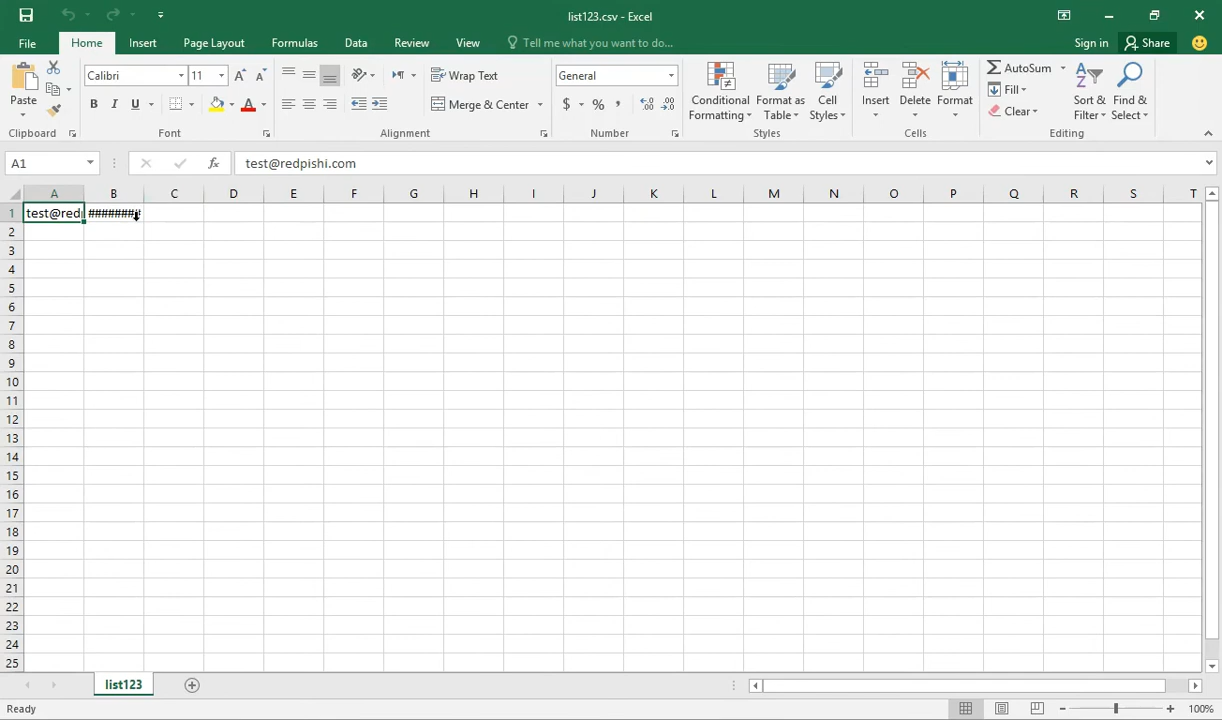 list123.csv - Excel
File Home Insert Page Layout Formulas Data Review View Tell me what you want to do... Sign in Share
Calibri 11 Wrap Text General AutoSum
Paste Conditional Formatting Format as Table Cell Styles Insert Delete Format Fill Sort & Filter Find & Select
B I U Merge & Center $ % , Clear
Clipboard Font Alignment Number Styles Cells Editing
A1 fx test@redpishi.com
A B C D E F G H I J K L M N O P Q R S T
1 test@red ########
2
3
4
5
6
7
8
9
10
11
12
13
14
15
16
17
18
19
20
21
22
23
24
25
list123
Ready 100%